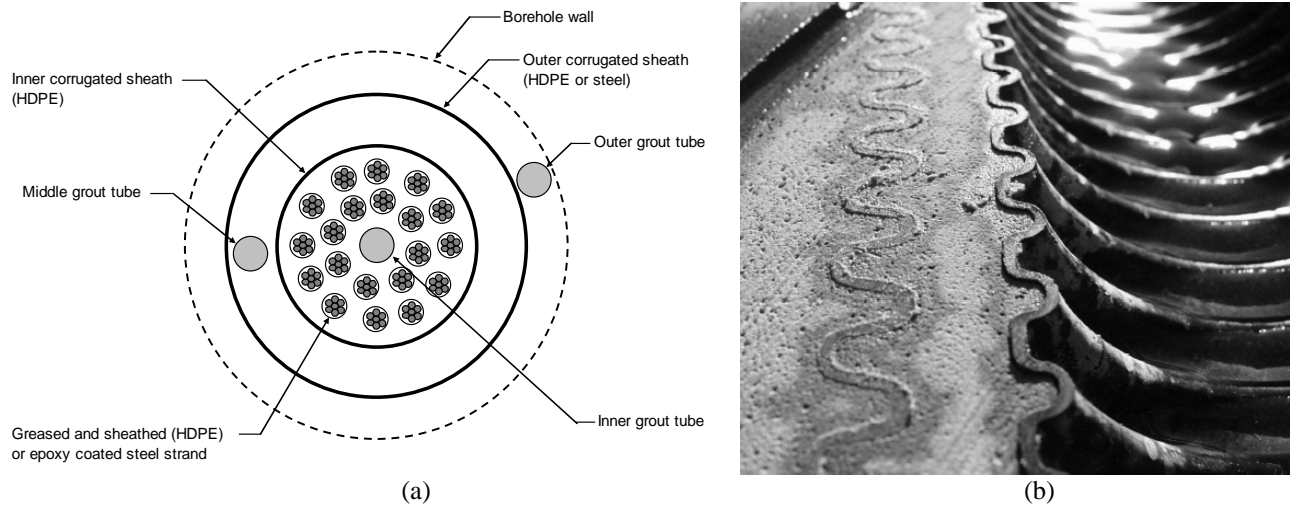 Borehole wall
Inner corrugated sheath
(HDPE)
Outer corrugated sheath
(HDPE or steel)
Outer grout tube
Middle grout tube
Inner grout tube
Greased and sheathed (HDPE)
or epoxy coated steel strand
(a)
(b)